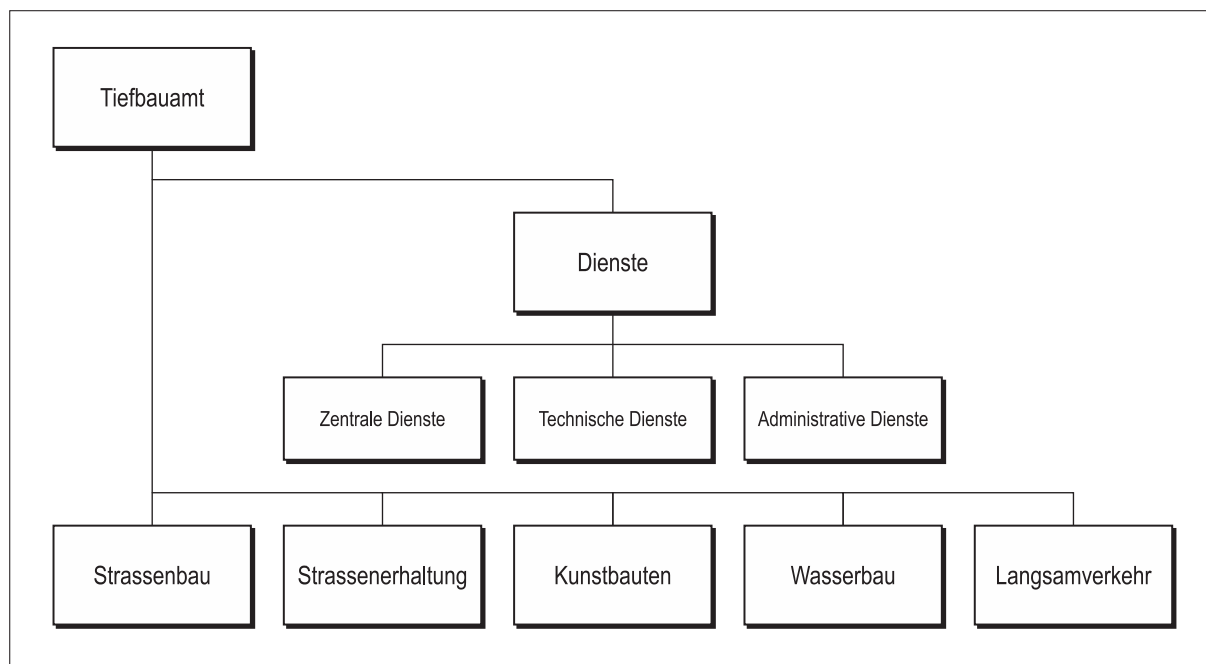 Tiefbauamt
Dienste
Zentrale Dienste
Technische Dienste
Administrative Dienste
Strassenbau
Strassenerhaltung
Kunstbauten
Wasserbau
Langsamverkehr